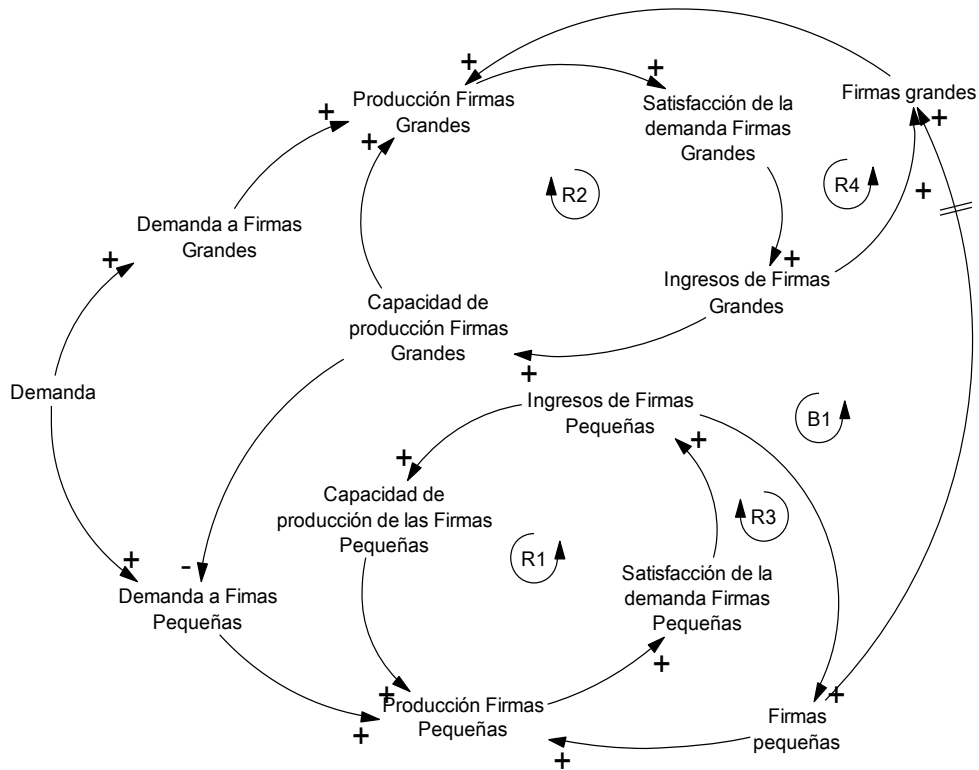 Producción Firmas
Grandes
Satisfacción de la
demanda Firmas
Grandes
Firmas grandes
R2
R4
Demanda a Firmas
Grandes
Ingresos de Firmas
Grandes
Capacidad de
producción Firmas
Grandes
Demanda
Ingresos de Firmas
Pequeñas
B1
Capacidad de
producción de las Firmas
Pequeñas
R3
R1
Satisfacción de la
demanda Firmas
Pequeñas
Demanda a Fimas
Pequeñas
Producción Firmas
Pequeñas
Firmas
pequeñas